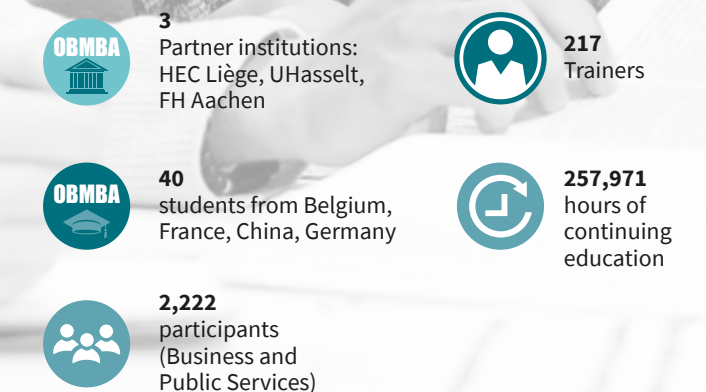 OBMBA
3
Partner institutions:
HEC Liège, UHasselt,
FH Aachen
217
Trainers
OBMBA
40
students from Belgium,
France, China, Germany
257,971
hours of
continuing
education
2,222
participants
(Business and
Public Services)